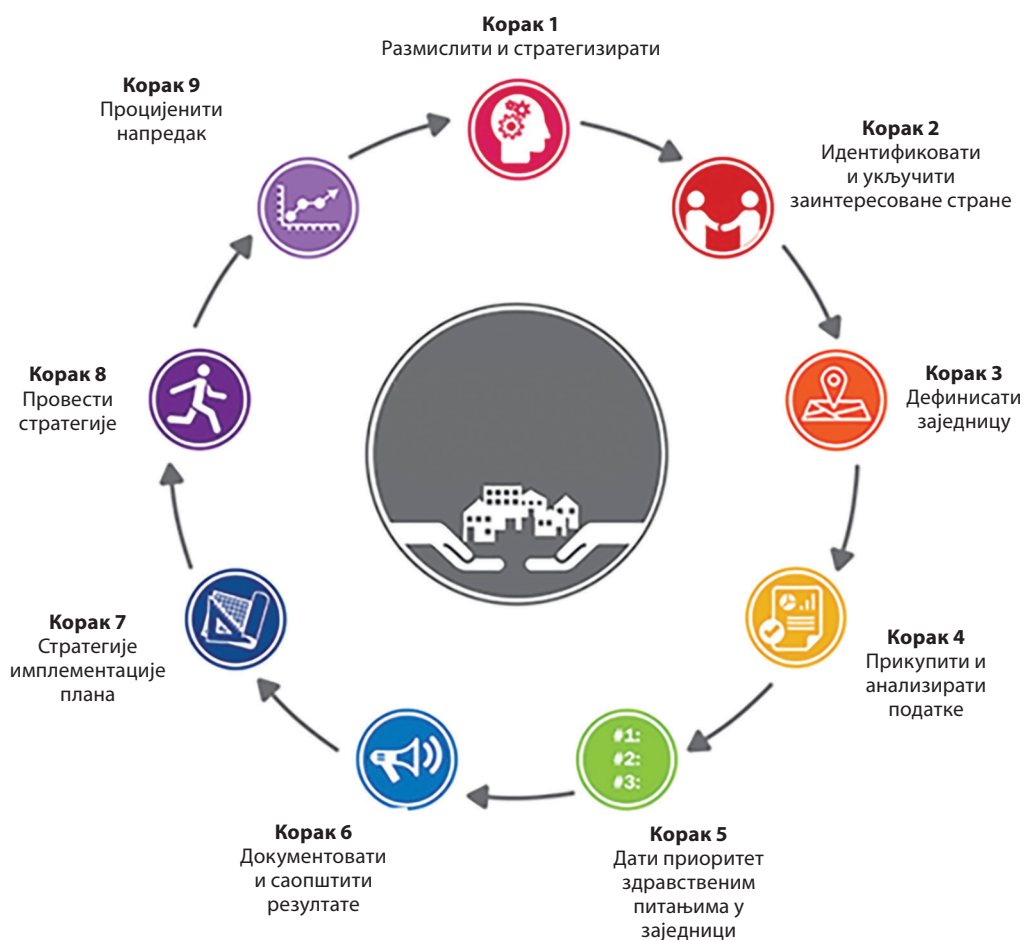 Корак 1
Размислити и стратегизирати
Корак 2
Идентификовати
и укључити
заинтересоване стране
Корак 3
Дефинисати
заједницу
Корак 4
Прикупити и
анализирати
податке
#1:
#2:
#3:
Корак 5
Дати приоритет
здравственим
питањима у
заједници
Корак 6
Документовати
и саопштити
резултате
Корак 7
Стратегије
имплементације
плана
Корак 8
Провести
стратегије
Корак 9
Процијенити
напредак